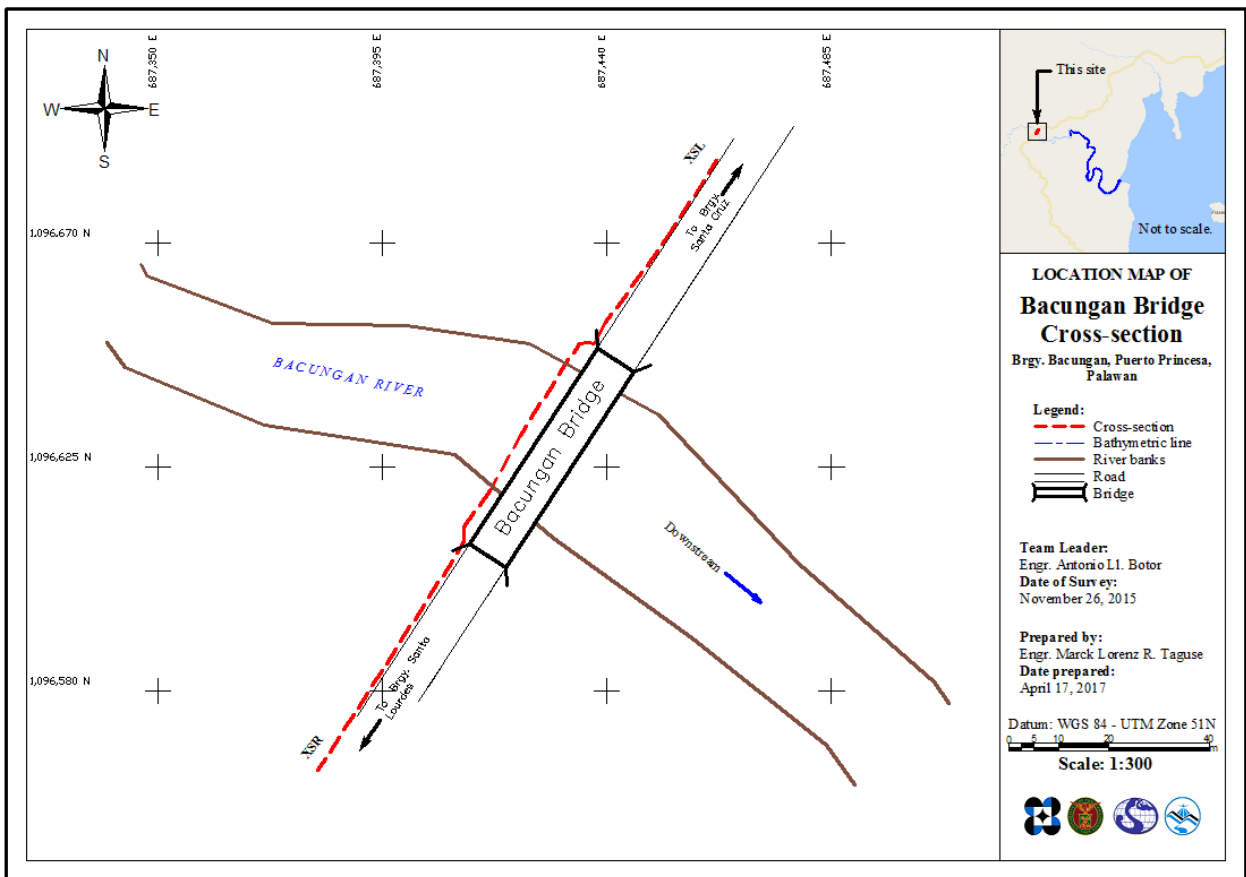 687,350 E
687,395 E
687,440 E
687,485 E
N
W
E
S
1,096,670 N
1,096,625 N
1,096,580 N
XSL
To Brgy.
Santa Cruz
BACUNGAN RIVER
Bacungan Bridge
Downstream
To Brgy. Santa
Lourdes
XSR
This site
Not to scale.
LOCATION MAP OF
Bacungan Bridge
Cross-section
Brgy. Bacungan, Puerto Princesa,
Palawan
Legend:
Cross-section
Bathymetric line
River banks
Road
Bridge
Team Leader:
Engr. Antonio Ll. Botor
Date of Survey:
November 26, 2015
Prepared by:
Engr. Marck Lorenz R. Taguse
Date prepared:
April 17, 2017
Datum: WGS 84 - UTM Zone 51N
0 5 10 20 40
m
Scale: 1:300